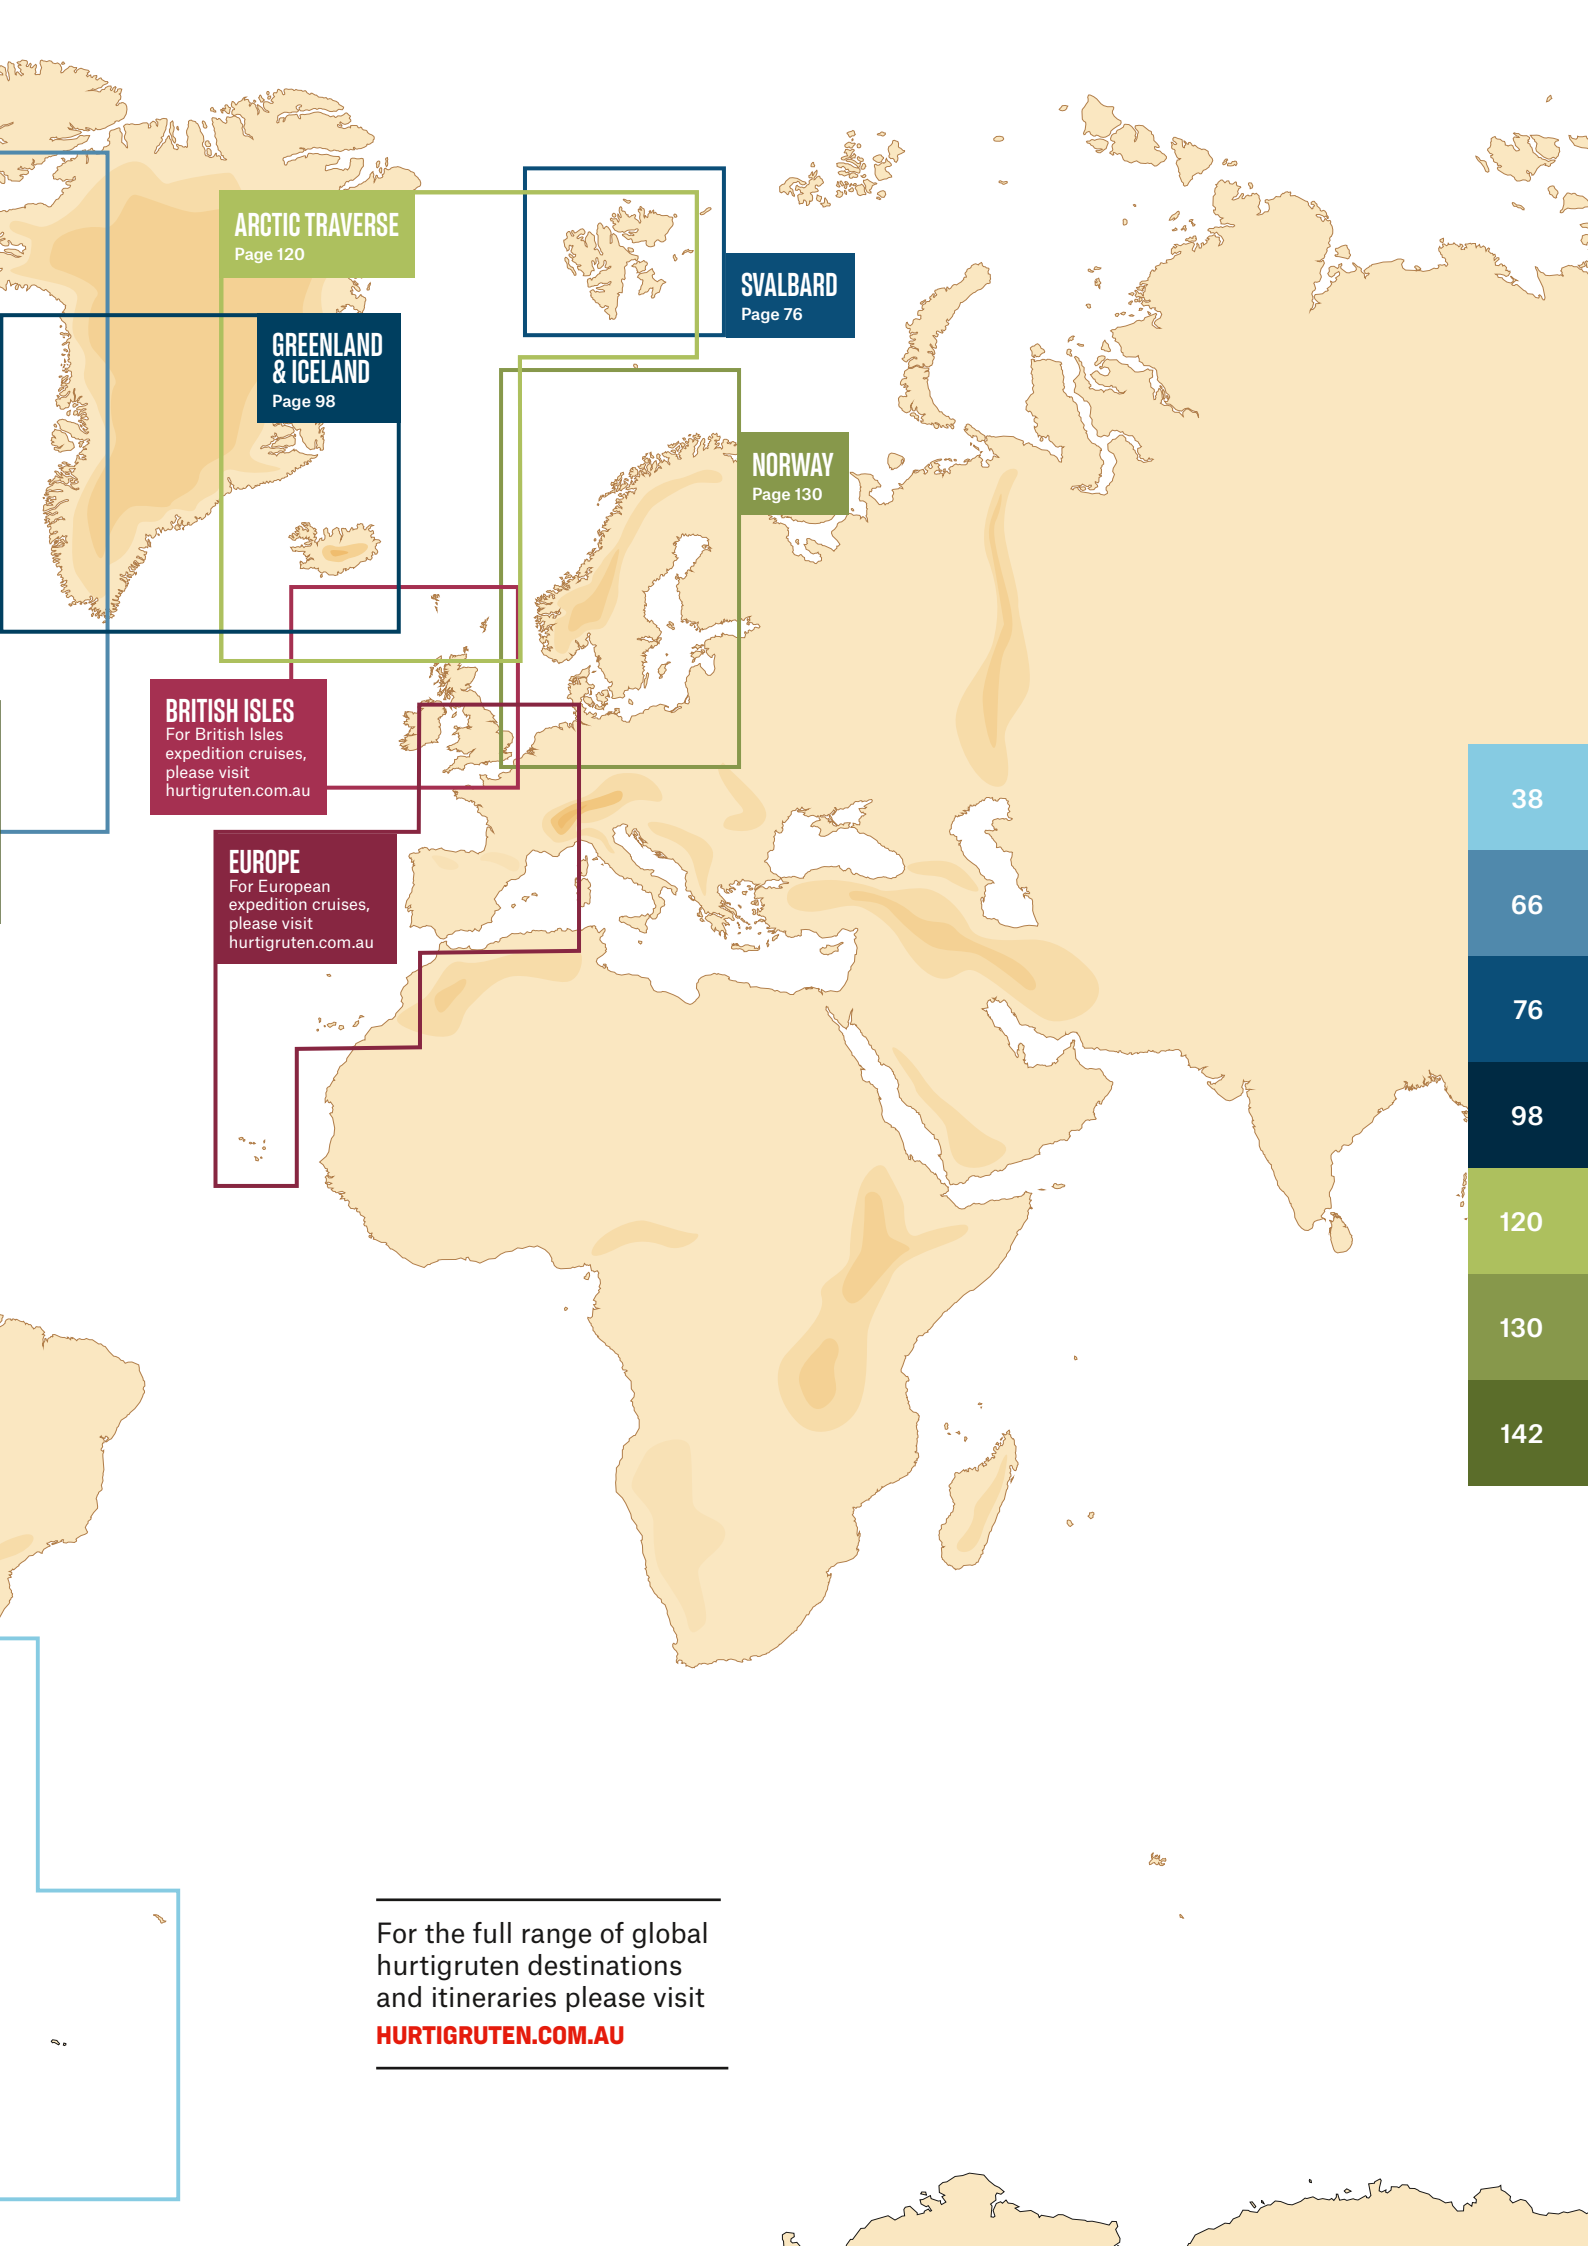 ARCTIC TRAVERSE
Page 120
SVALBARD
Page 76
GREENLAND
& ICELAND
Page 98
NORWAY
Page 130
BRITISH ISLES
For British Isles
expedition cruises,
please visit
hurtigruten.com.au
EUROPE
For European
expedition cruises,
please visit
hurtigruten.com.au
38
66
76
98
120
130
142
For the full range of global
hurtigruten destinations
and itineraries please visit
HURTIGRUTEN.COM.AU